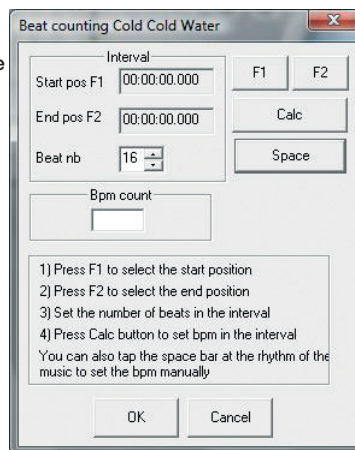 Beat counting Cold Cold Water
e
Interval
Start pos F1 00:00:00.000
F1 F2
End pos F2 00:00:00.000
Calc
Beat nb 16
Space
Bpm count
1) Press F1 to select the start position
2) Press F2 to select the end position
3) Set the number of beats in the interval
4) Press Calc button to set bpm in the interval
You can also tap the space bar at the rhythm of the
music to set the bpm manually
OK Cancel